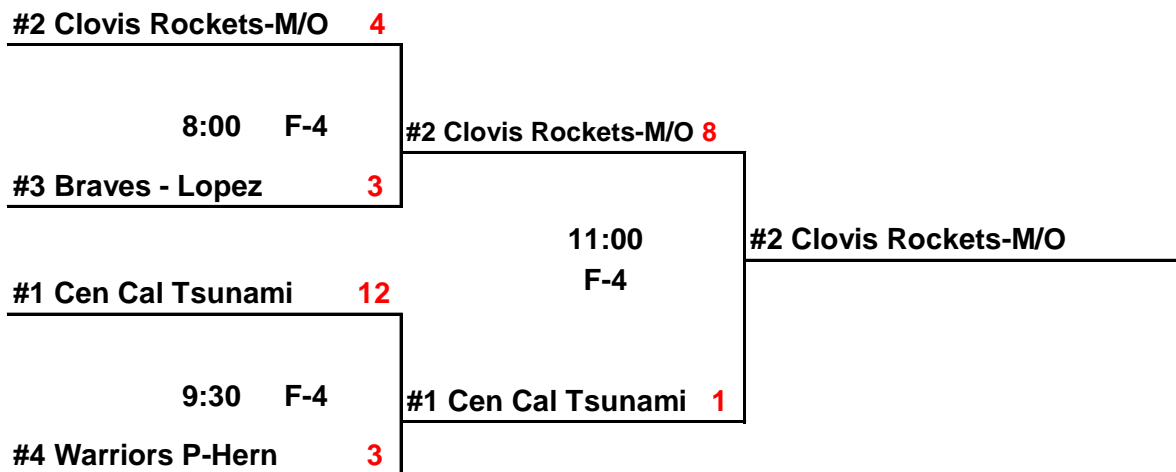 #2 Clovis Rockets-M/O 4
8:00 F-4
#2 Clovis Rockets-M/O 8
#3 Braves - Lopez 3
11:00
#2 Clovis Rockets-M/O
F-4
#1 Cen Cal Tsunami 12
9:30 F-4
#1 Cen Cal Tsunami 1
#4 Warriors P-Hern 3